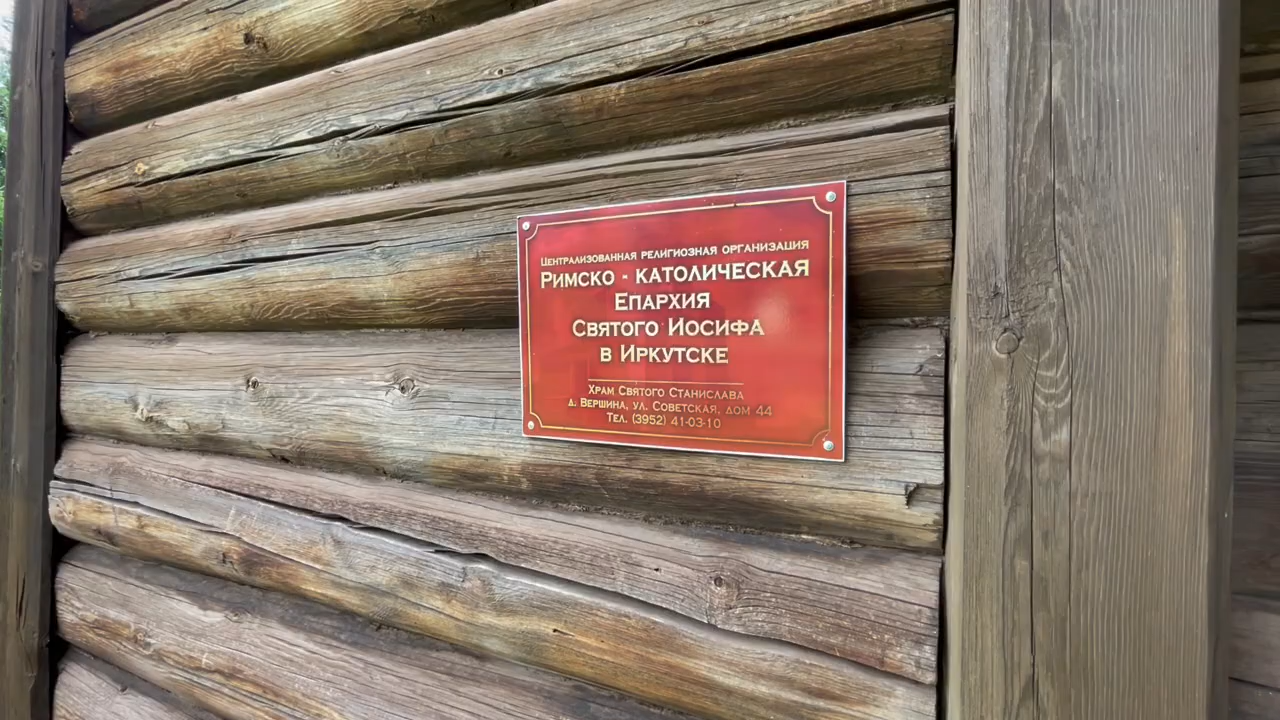 Централизованная религиозная организация
Римско - католическая
Епархия
Святого Иосифа
в Иркутске
Храм Святого Станислава
д. Вершина, ул. Советская, дом 44
Тел. (3952) 41-03-10